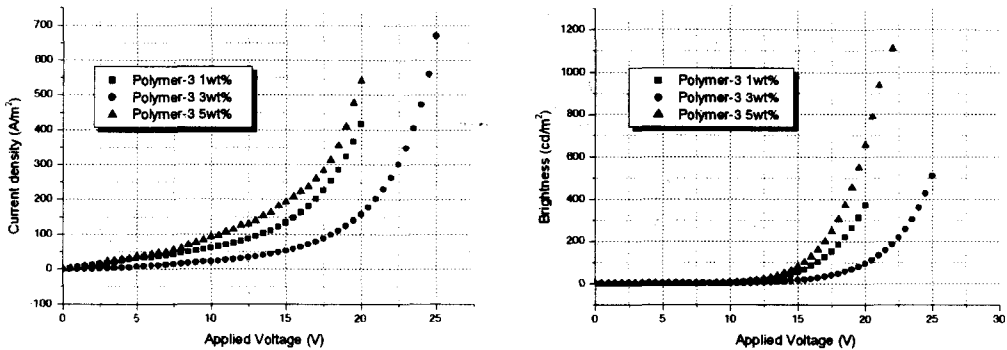 700
600
500
400
300
200
100
0
-100
Current density (A/m²)
Polymer-3 1wt%
Polymer-3 3wt%
Polymer-3 5wt%
0 5 10 15 20 25
Applied Voltage (V)
1200
1000
800
600
400
200
0
Brightness (cd/m²)
Polymer-3 1wt%
Polymer-3 3wt%
Polymer-3 5wt%
0 5 10 15 20 25 30
Applied Voltage (V)